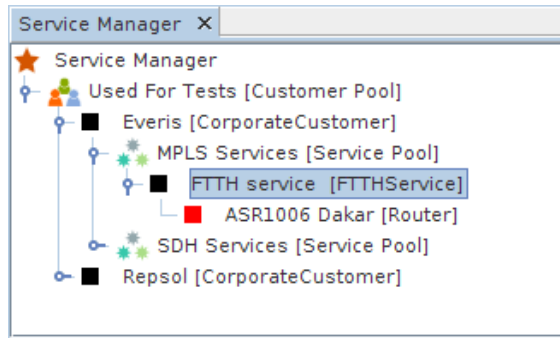 Service Manager X
Service Manager
Used For Tests [Customer Pool]
Everis [CorporateCustomer]
MPLS Services [Service Pool]
FTTH service [FTTHService]
ASR1006 Dakar [Router]
SDH Services [Service Pool]
Repsol [CorporateCustomer]